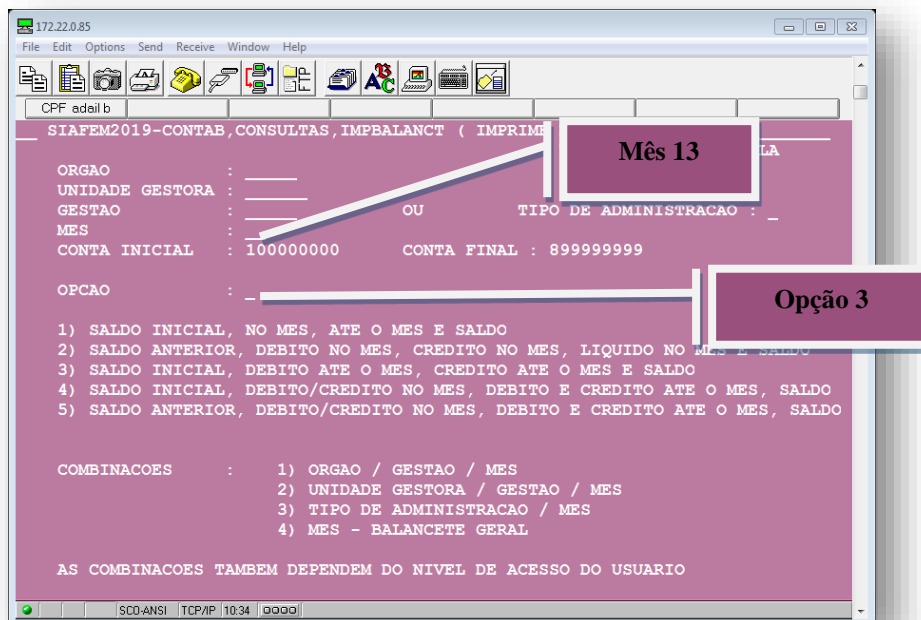 172.22.0.85
File Edit Options Send Receive Window Help
CPF adail b
SIAFEM2019-CONTAB,CONSULTAS,IMPBALANCT ( IMPRIME
Mês 13
LA
ORGAO : _____
UNIDADE GESTORA : ______
GESTAO : _____ OU TIPO DE ADMINISTRACAO : _
MES : __
CONTA INICIAL : 100000000 CONTA FINAL : 899999999
OPCAO : _
Opção 3
1) SALDO INICIAL, NO MES, ATE O MES E SALDO
2) SALDO ANTERIOR, DEBITO NO MES, CREDITO NO MES, LIQUIDO NO MES E SALDO
3) SALDO INICIAL, DEBITO ATE O MES, CREDITO ATE O MES E SALDO
4) SALDO INICIAL, DEBITO/CREDITO NO MES, DEBITO E CREDITO ATE O MES, SALDO
5) SALDO ANTERIOR, DEBITO/CREDITO NO MES, DEBITO E CREDITO ATE O MES, SALDO
COMBINACOES : 1) ORGAO / GESTAO / MES
2) UNIDADE GESTORA / GESTAO / MES
3) TIPO DE ADMINISTRACAO / MES
4) MES - BALANCETE GERAL
AS COMBINACOES TAMBEM DEPENDEM DO NIVEL DE ACESSO DO USUARIO
SCO-ANSI TCP/IP 10:34